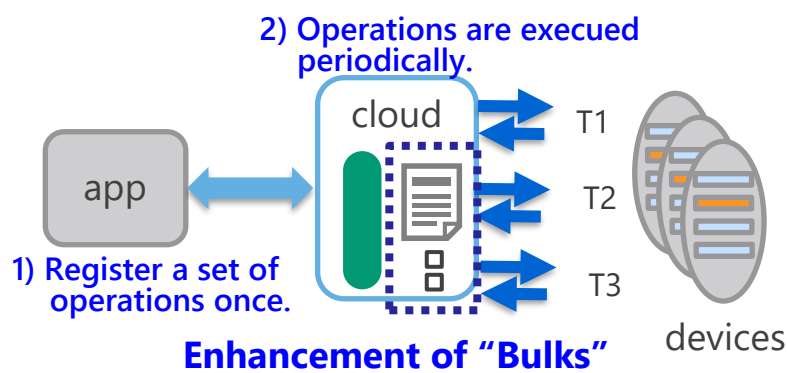 2) Operations are execued
periodically.
cloud
T1
app
T2
1) Register a set of
operations once.
T3
devices
Enhancement of “Bulks”